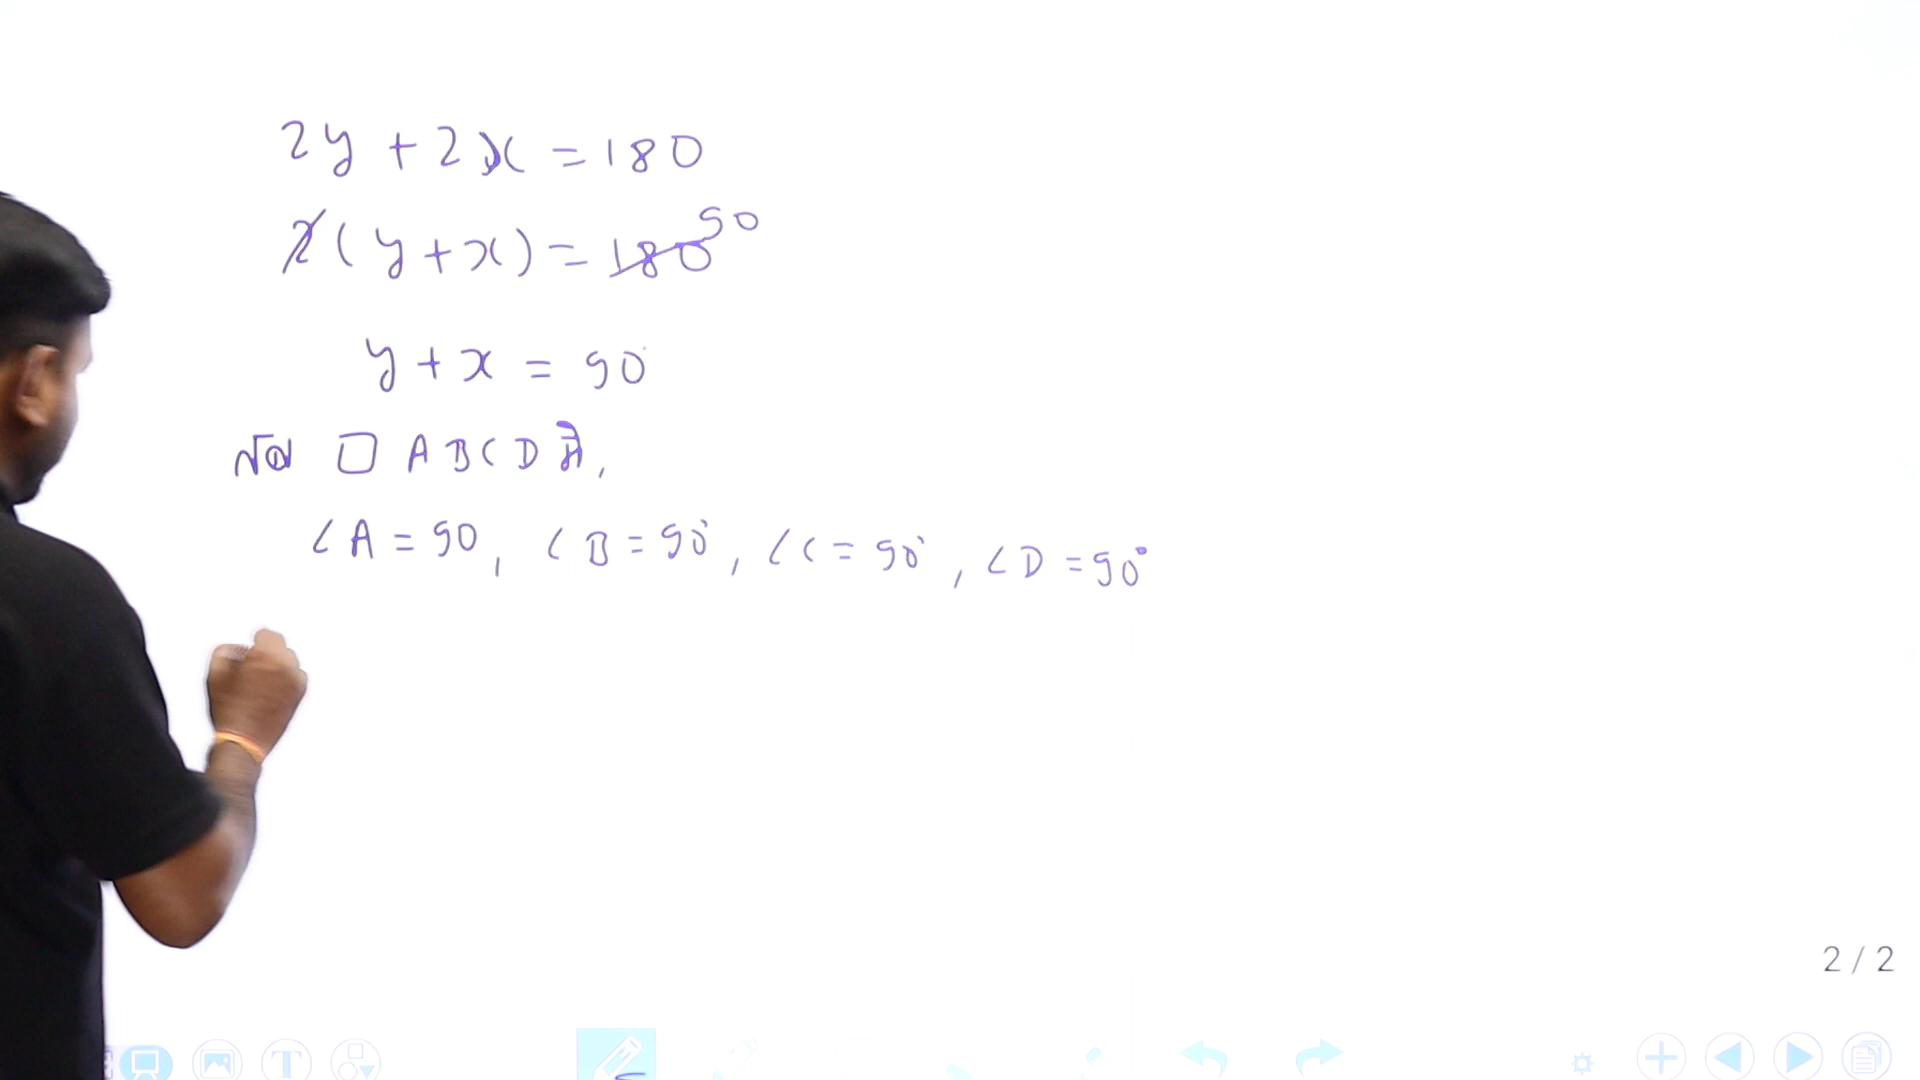 2y + 2x = 180
2(y+x) = 180 90
y + x = 90
□ ABCD में,
∠A = 90, ∠B = 90°, ∠C = 90°, ∠D = 90°
2 / 2